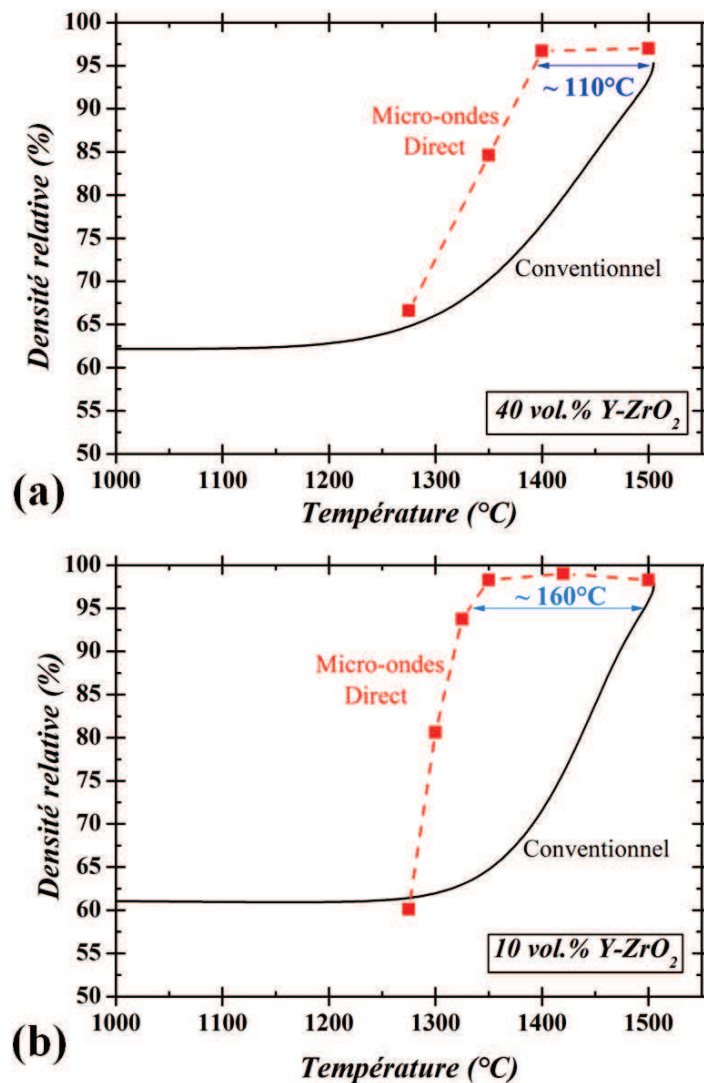 100
95
90
85
80
75
70
65
60
55
50
Densité relative (%)
~ 110°C
Micro-ondes
Direct
Conventionnel
40 vol.% Y-ZrO₂
1000 1100 1200 1300 1400 1500
(a)
Température (°C)
100
95
90
85
80
75
70
65
60
55
50
Densité relative (%)
~ 160°C
Micro-ondes
Direct
Conventionnel
10 vol.% Y-ZrO₂
1000 1100 1200 1300 1400 1500
(b)
Température (°C)